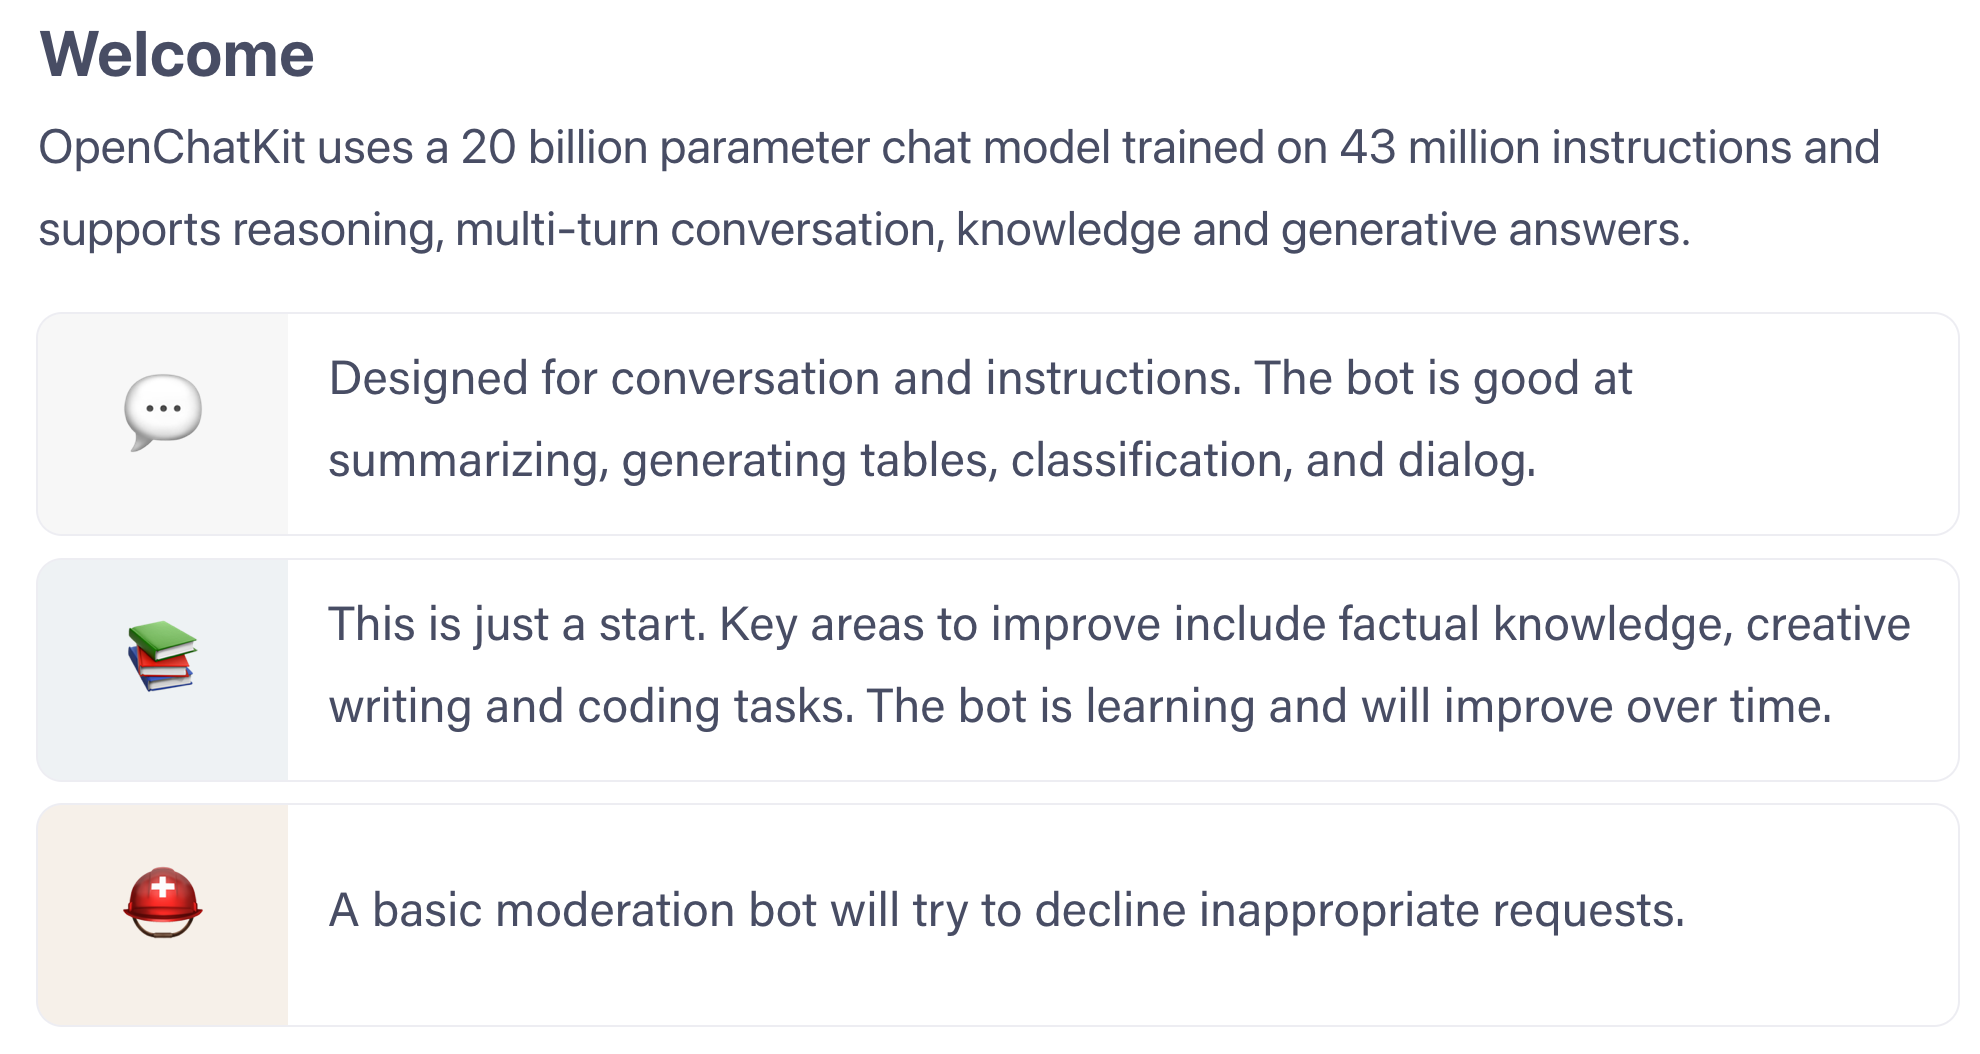 Welcome
OpenChatKit uses a 20 billion parameter chat model trained on 43 million instructions and
supports reasoning, multi-turn conversation, knowledge and generative answers.
Designed for conversation and instructions. The bot is good at
summarizing, generating tables, classification, and dialog.
This is just a start. Key areas to improve include factual knowledge, creative
writing and coding tasks. The bot is learning and will improve over time.
A basic moderation bot will try to decline inappropriate requests.